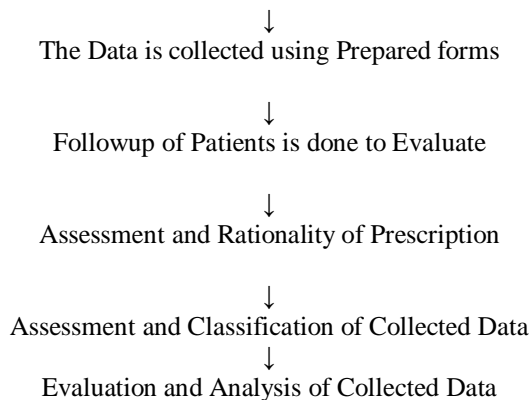 ↓
The Data is collected using Prepared forms
↓
Followup of Patients is done to Evaluate
↓
Assessment and Rationality of Prescription
↓
Assessment and Classification of Collected Data
↓
Evaluation and Analysis of Collected Data